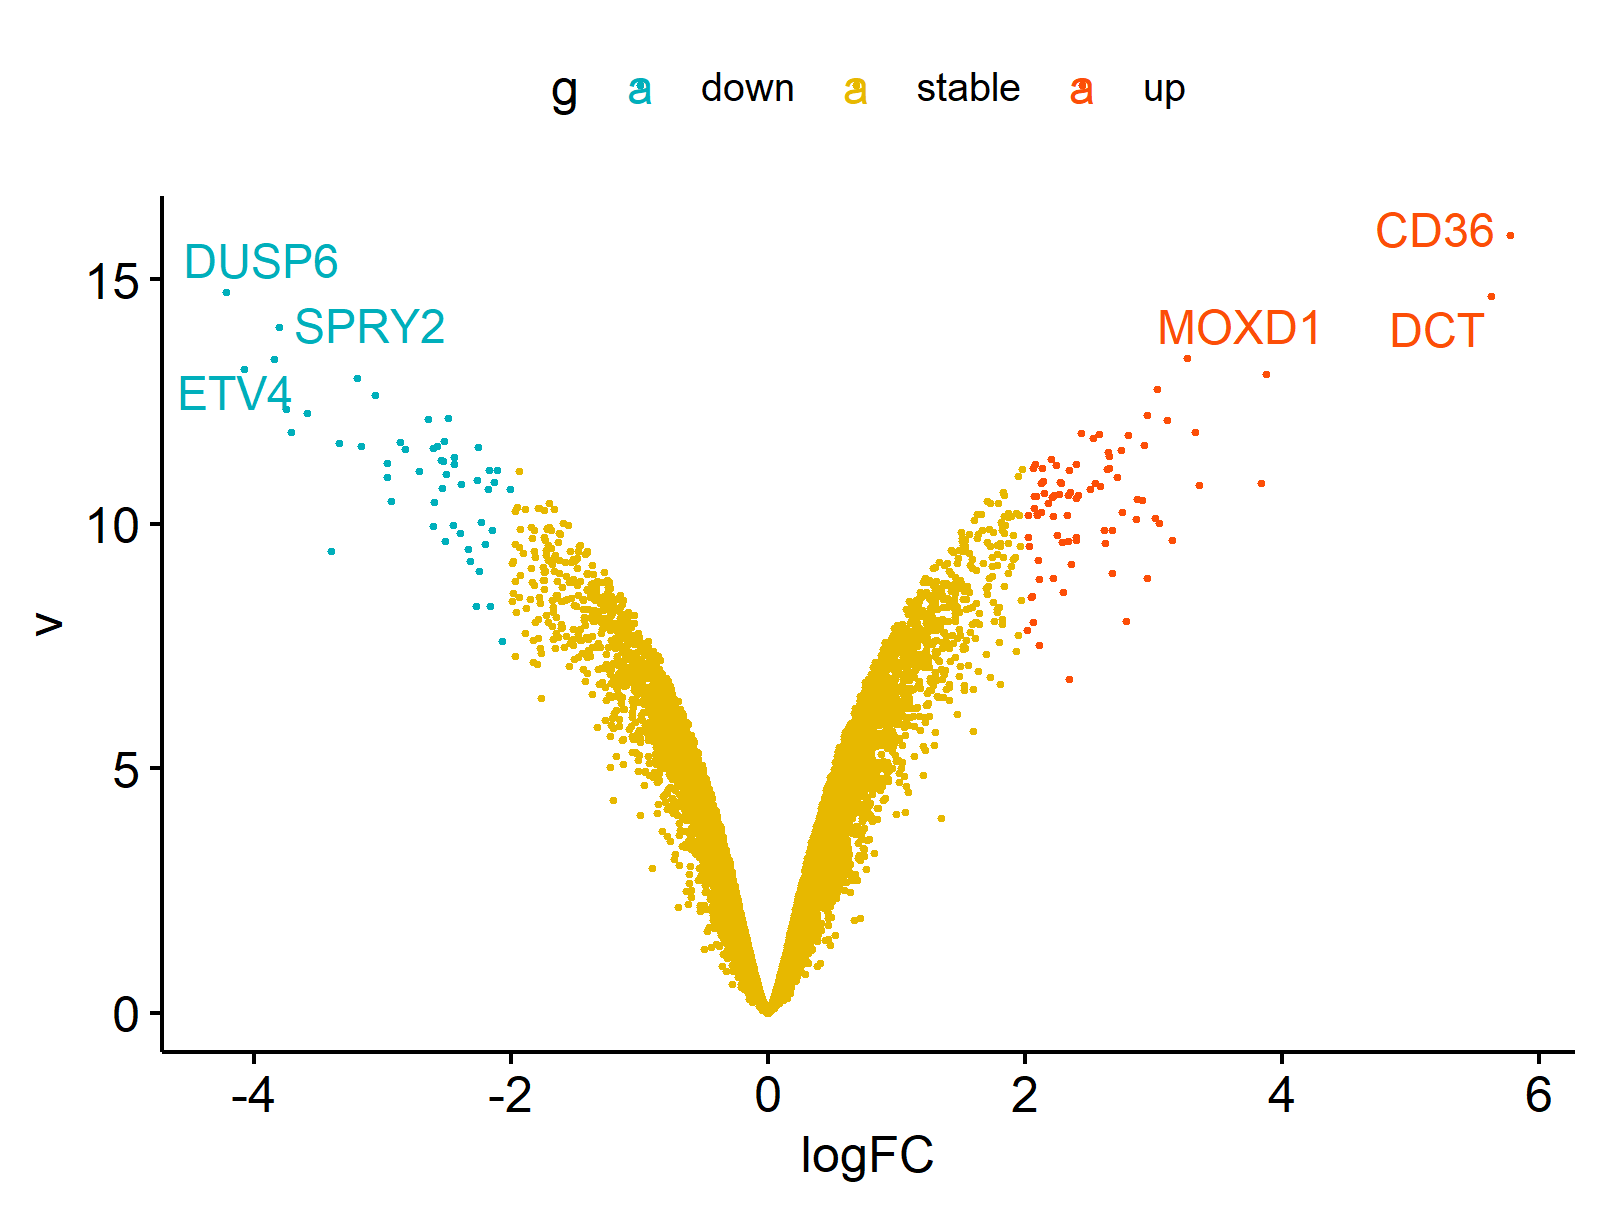 g a down a stable a up
CD36
DUSP6
15
SPRY2
MOXD1
DCT
ETV4
10
v
5
0
-4 -2 0 2 4 6
logFC